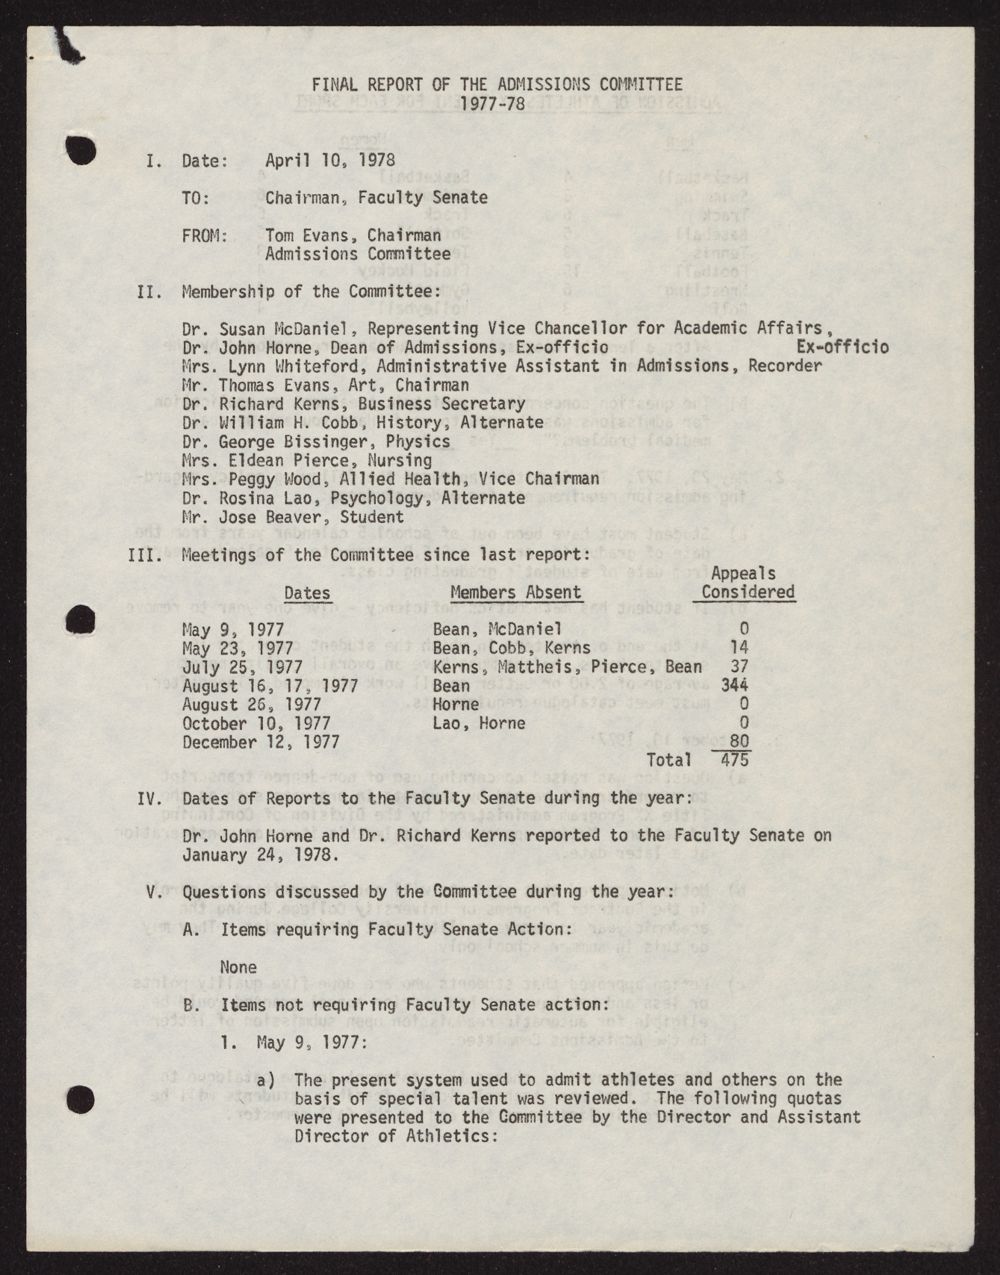 FINAL REPORT OF THE ADMISSIONS COMMITTEE
1977-78
I. Date: April 10, 1978
TO: Chairman, Faculty Senate
FROM: Tom Evans, Chairman
Admissions Committee
II. Membership of the Committee:
Dr. Susan McDaniel, Representing Vice Chancellor for Academic Affairs,
Dr. John Horne, Dean of Admissions, Ex-officio Ex-officio
Mrs. Lynn Whiteford, Administrative Assistant in Admissions, Recorder
Mr. Thomas Evans, Art, Chairman
Dr. Richard Kerns, Business Secretary
Dr. William H. Cobb, History, Alternate
Dr. George Bissinger, Physics
Mrs. Eldean Pierce, Nursing
Mrs. Peggy Wood, Allied Health, Vice Chairman
Dr. Rosina Lao, Psychology, Alternate
Mr. Jose Beaver, Student
III. Meetings of the Committee since last report:
Appeals
Dates Members Absent Considered
May 9, 1977 Bean, McDaniel 0
May 23, 1977 Bean, Cobb, Kerns 14
July 25, 1977 Kerns, Mattheis, Pierce, Bean 37
August 16, 17, 1977 Bean 344
August 26, 1977 Horne 0
October 10, 1977 Lao, Horne 0
December 12, 1977 80
Total 475
IV. Dates of Reports to the Faculty Senate during the year:
Dr. John Horne and Dr. Richard Kerns reported to the Faculty Senate on
January 24, 1978.
V. Questions discussed by the Committee during the year:
A. Items requiring Faculty Senate Action:
None
B. Items not requiring Faculty Senate action:
1. May 9, 1977:
a) The present system used to admit athletes and others on the
basis of special talent was reviewed. The following quotas
were presented to the Committee by the Director and Assistant
Director of Athletics: